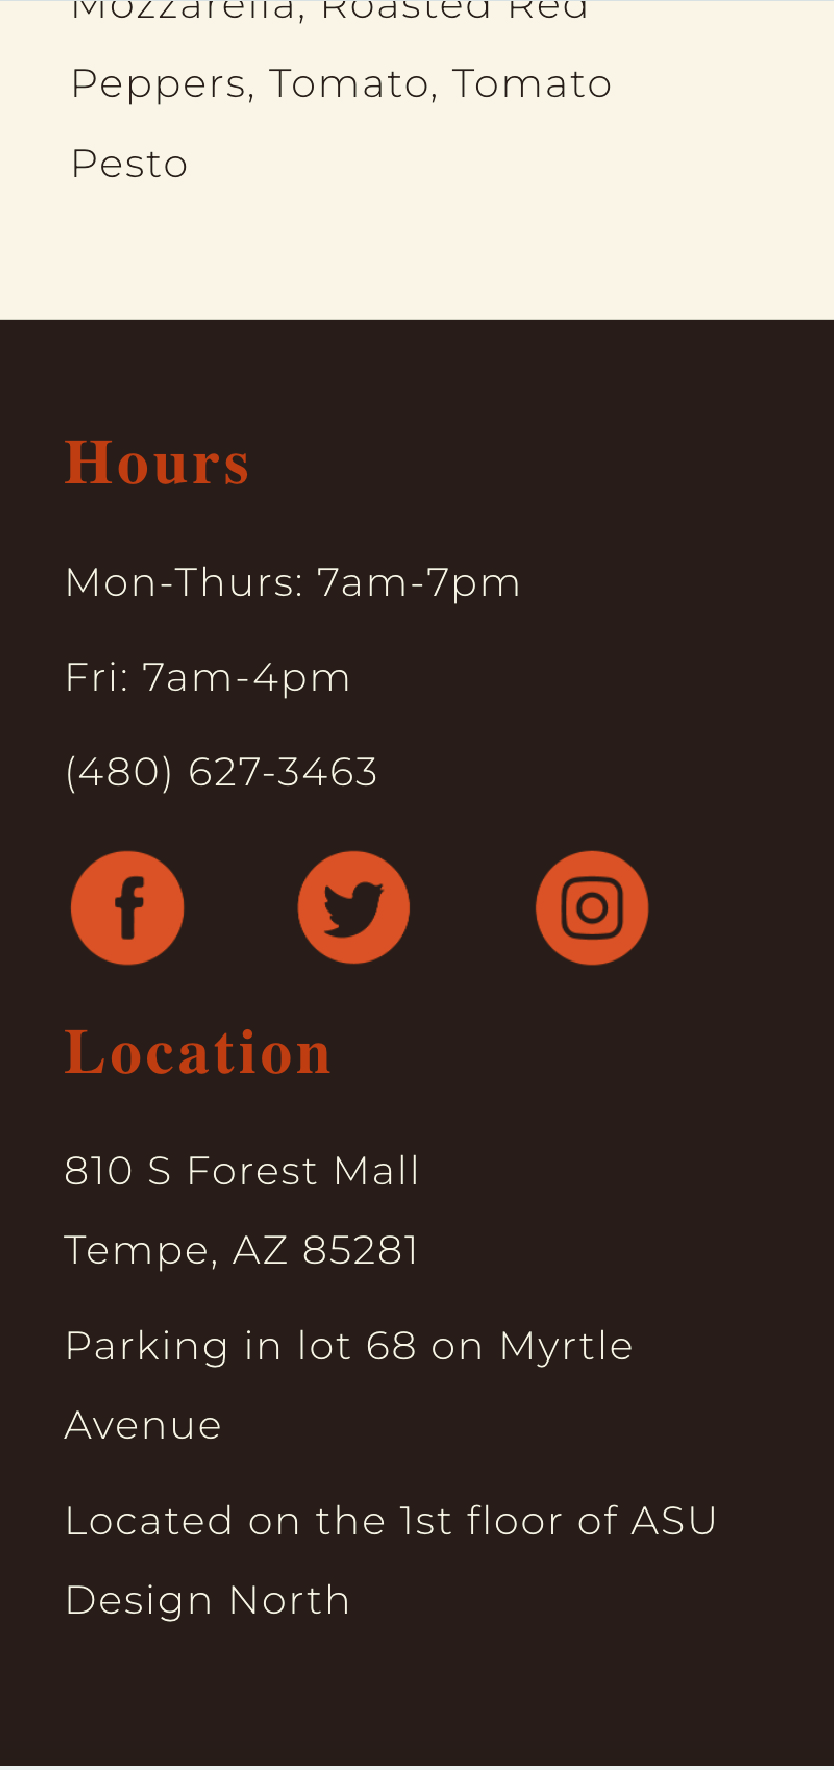 Mozzarella, Roasted Red
Peppers, Tomato, Tomato
Pesto
Hours
Mon-Thurs: 7am-7pm
Fri: 7am-4pm
(480) 627-3463
Location
810 S Forest Mall
Tempe, AZ 85281
Parking in lot 68 on Myrtle
Avenue
Located on the 1st floor of ASU
Design North